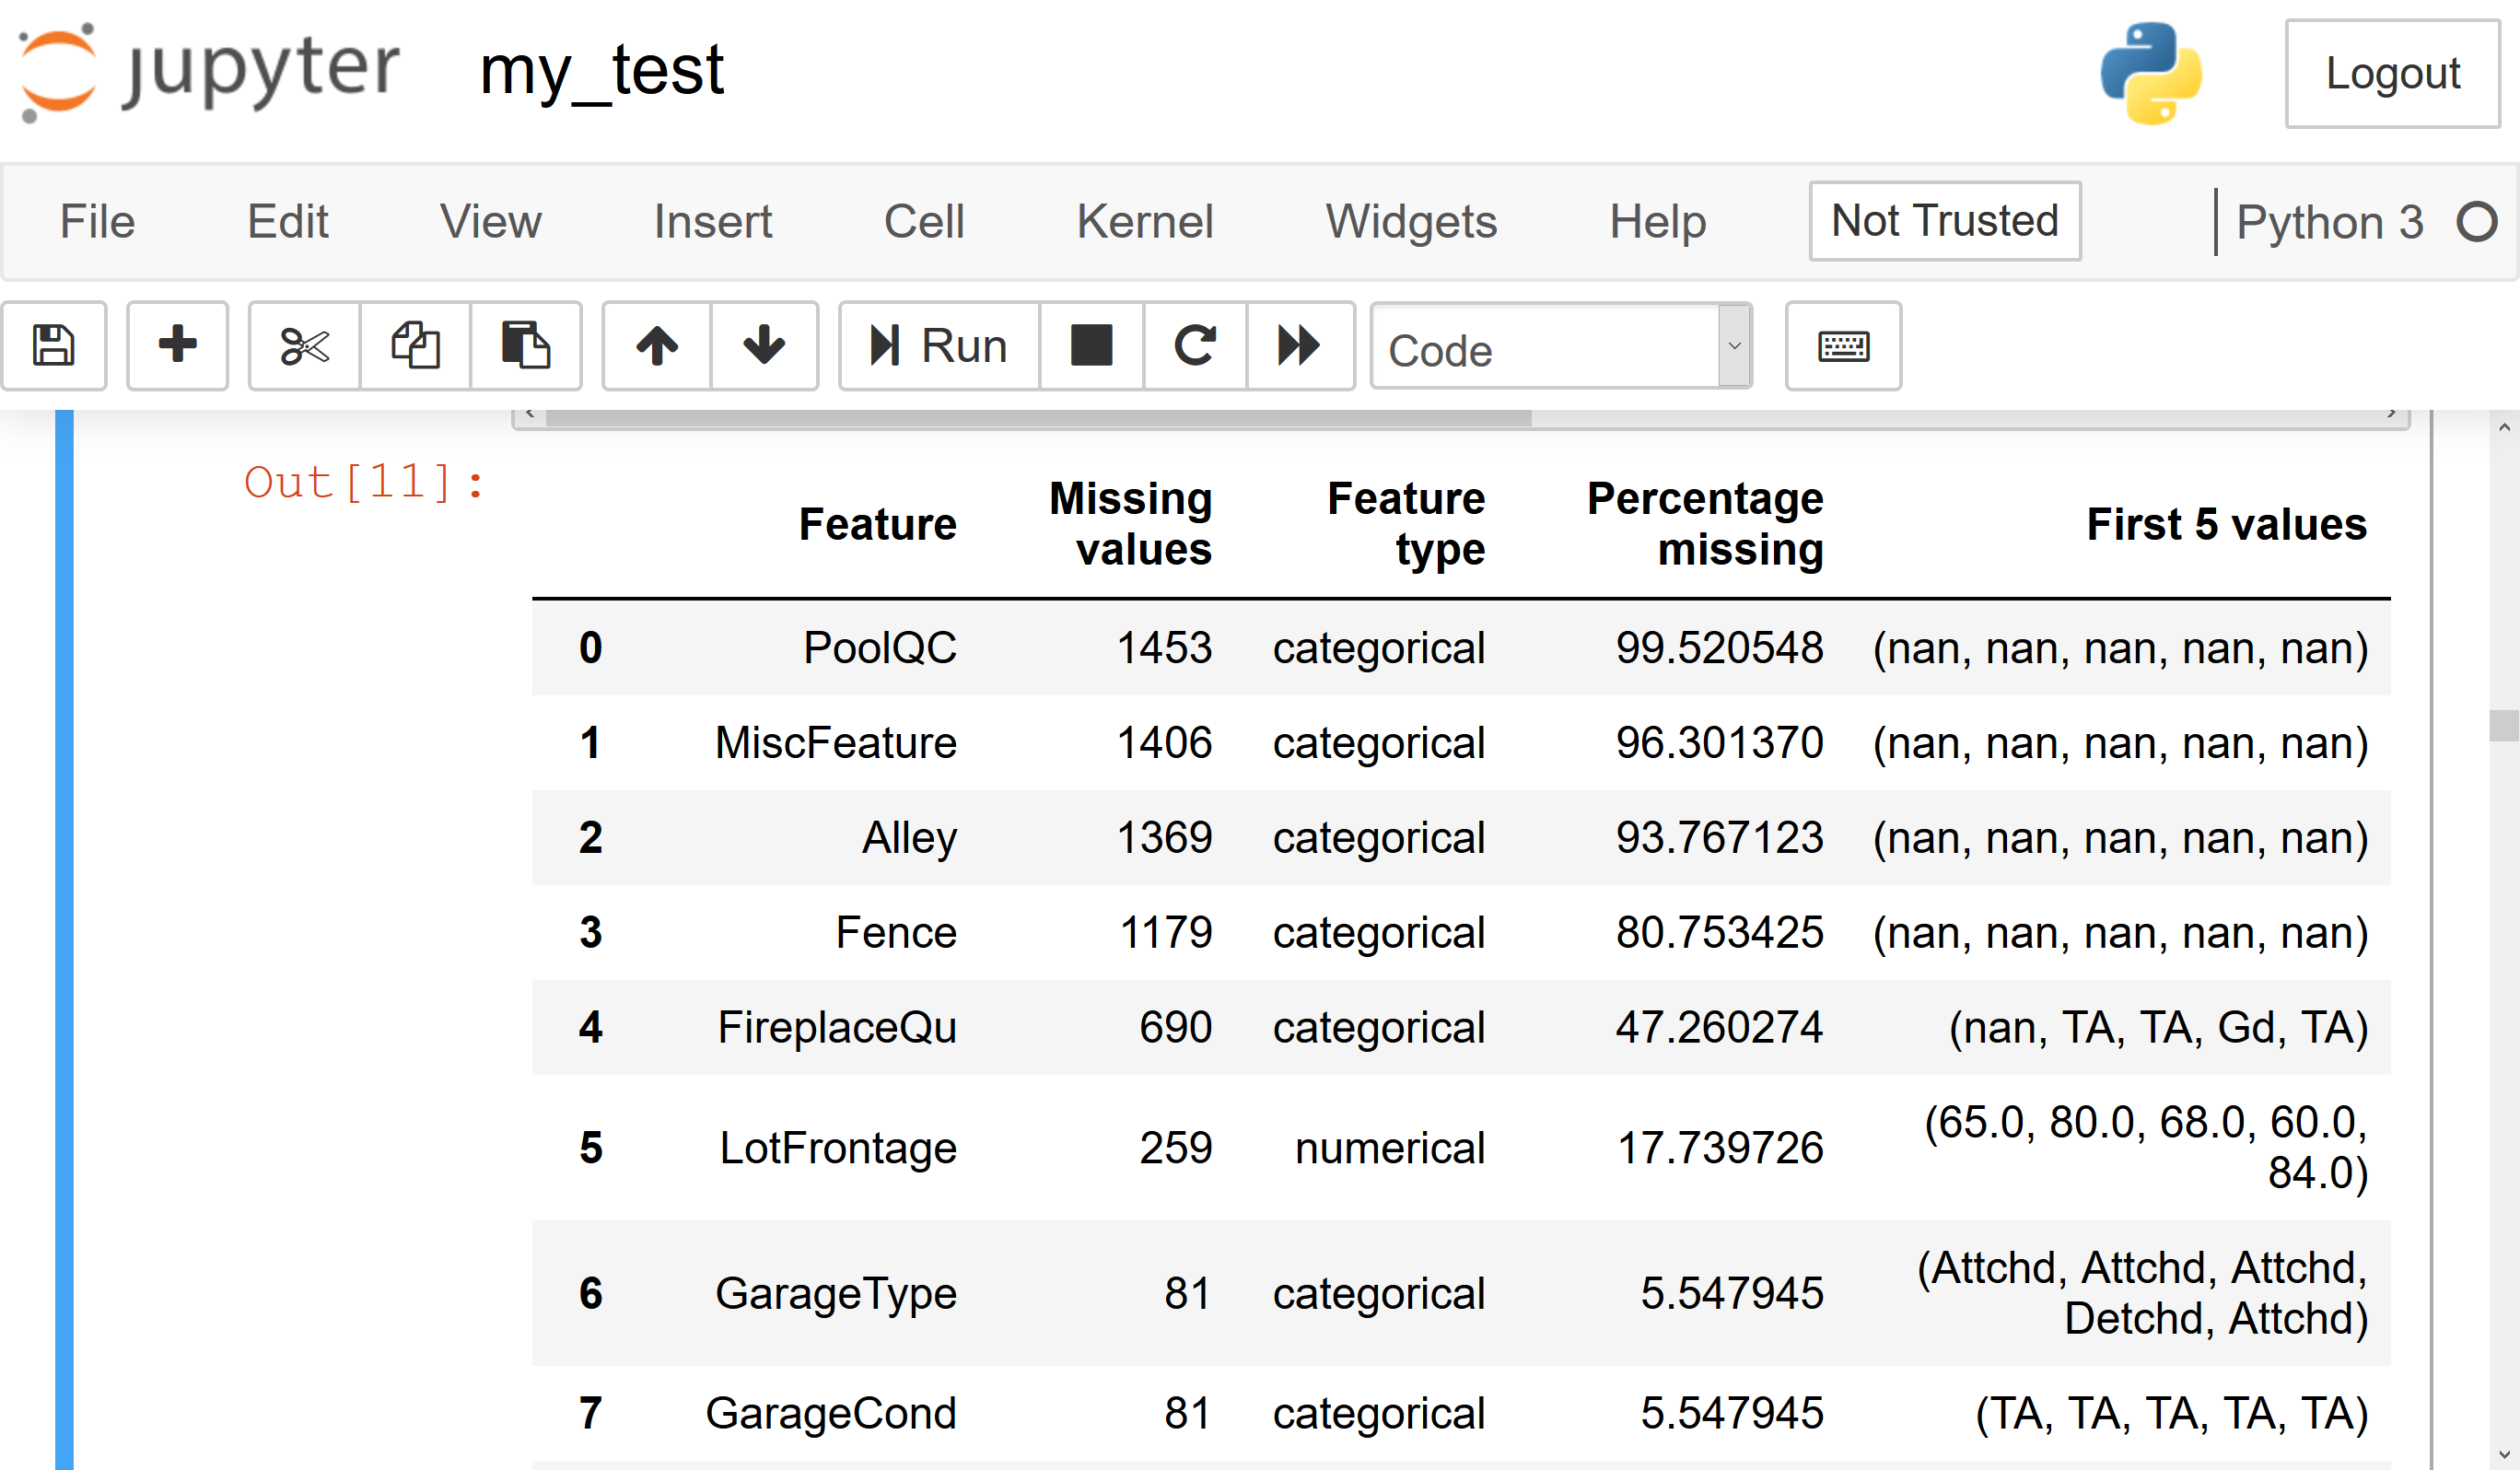 jupyter my_test Logout
File Edit View Insert Cell Kernel Widgets Help Not Trusted Python 3
Run Code
Out[11]:
Feature Missing values Feature type Percentage missing First 5 values
0 PoolQC 1453 categorical 99.520548 (nan, nan, nan, nan, nan)
1 MiscFeature 1406 categorical 96.301370 (nan, nan, nan, nan, nan)
2 Alley 1369 categorical 93.767123 (nan, nan, nan, nan, nan)
3 Fence 1179 categorical 80.753425 (nan, nan, nan, nan, nan)
4 FireplaceQu 690 categorical 47.260274 (nan, TA, TA, Gd, TA)
5 LotFrontage 259 numerical 17.739726 (65.0, 80.0, 68.0, 60.0,
84.0)
6 GarageType 81 categorical 5.547945 (Attchd, Attchd, Attchd,
Detchd, Attchd)
7 GarageCond 81 categorical 5.547945 (TA, TA, TA, TA, TA)